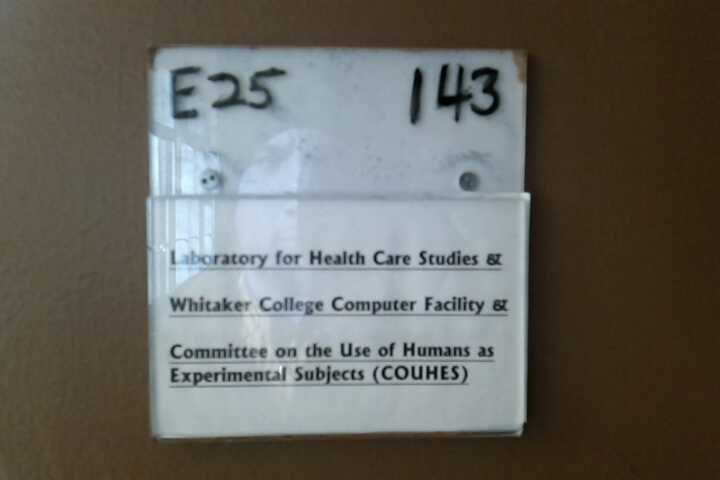 E25 143
Laboratory for Health Care Studies &
Whitaker College Computer Facility &
Committee on the Use of Humans as
Experimental Subjects (COUHES)